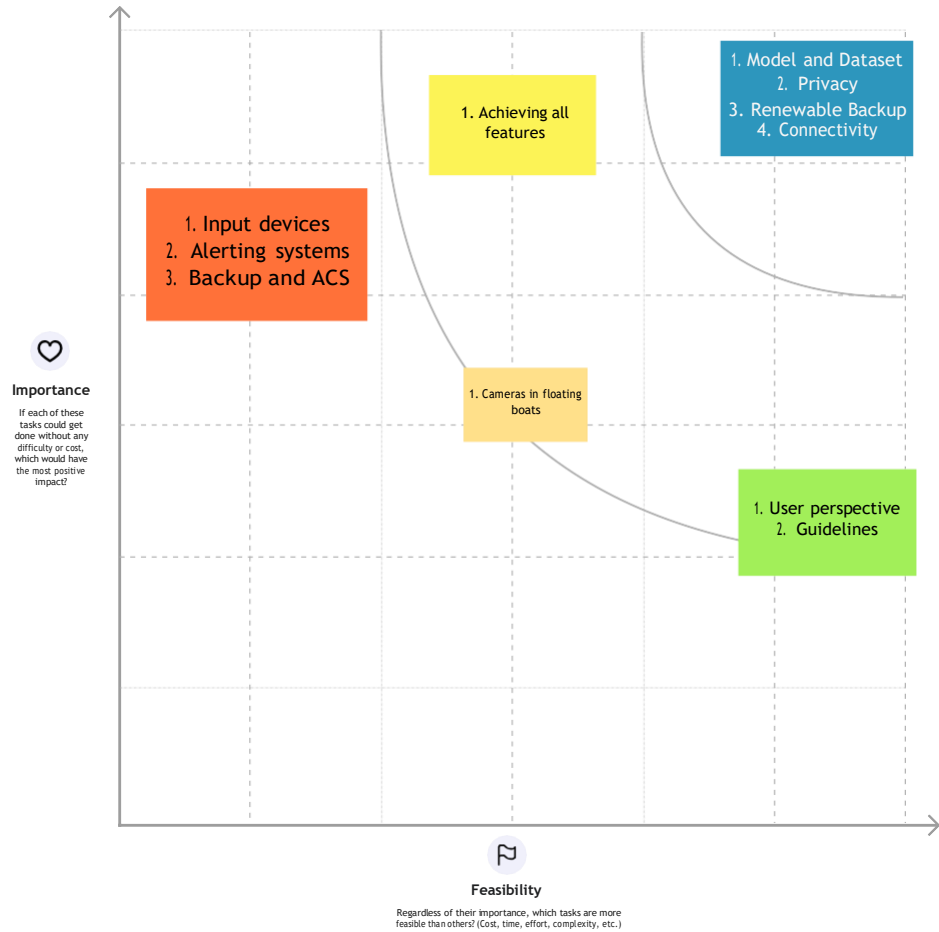 1. Model and Dataset
2. Privacy
3. Renewable Backup
4. Connectivity
1. Achieving all
features
1. Input devices
2. Alerting systems
3. Backup and ACS
Importance
If each of these
tasks could get
done without any
difficulty or cost,
which would have
the most positive
impact?
1. Cameras in floating
boats
1. User perspective
2. Guidelines
Feasibility
Regardless of their importance, which tasks are more
feasible than others? (Cost, time, effort, complexity, etc.)